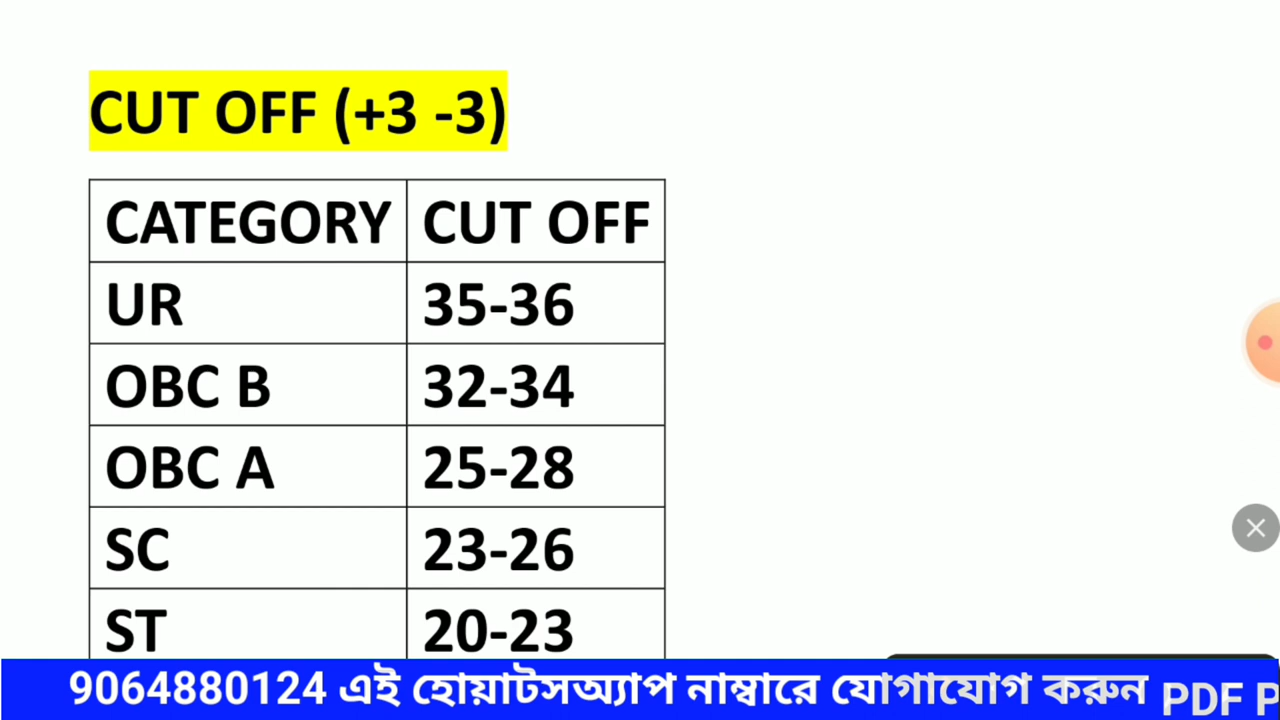 CUT OFF (+3 -3)
CATEGORY CUT OFF
UR 35-36
OBC B 32-34
OBC A 25-28
SC 23-26
ST 20-23
9064880124 এই হোয়াটসঅ্যাপ নাম্বারে যোগাযোগ করুন PDF P